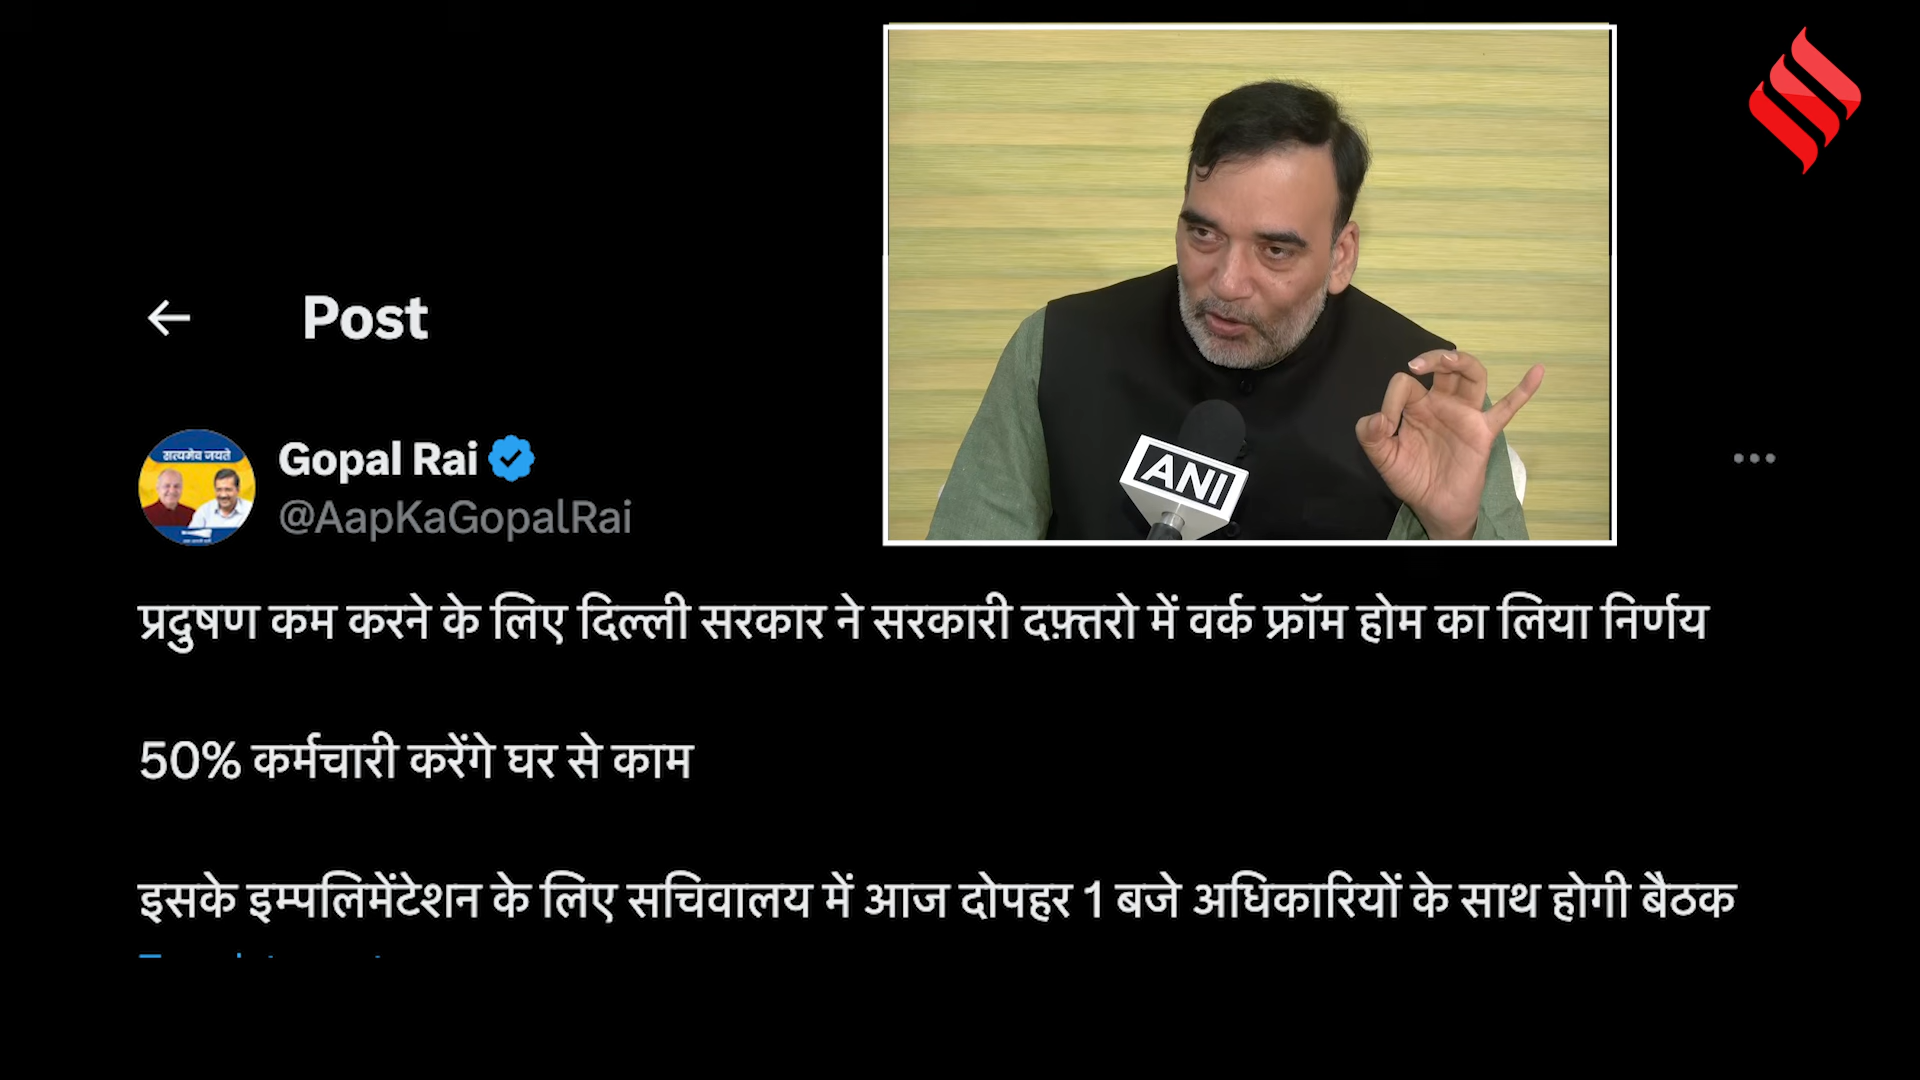 Post
Gopal Rai
@AapKaGopalRai
सत्यमेव जयते
ANI
प्रदुषण कम करने के लिए दिल्ली सरकार ने सरकारी दफ़्तरो में वर्क फ्रॉम होम का लिया निर्णय
50% कर्मचारी करेंगे घर से काम
इसके इम्पलिमेंटेशन के लिए सचिवालय में आज दोपहर 1 बजे अधिकारियों के साथ होगी बैठक